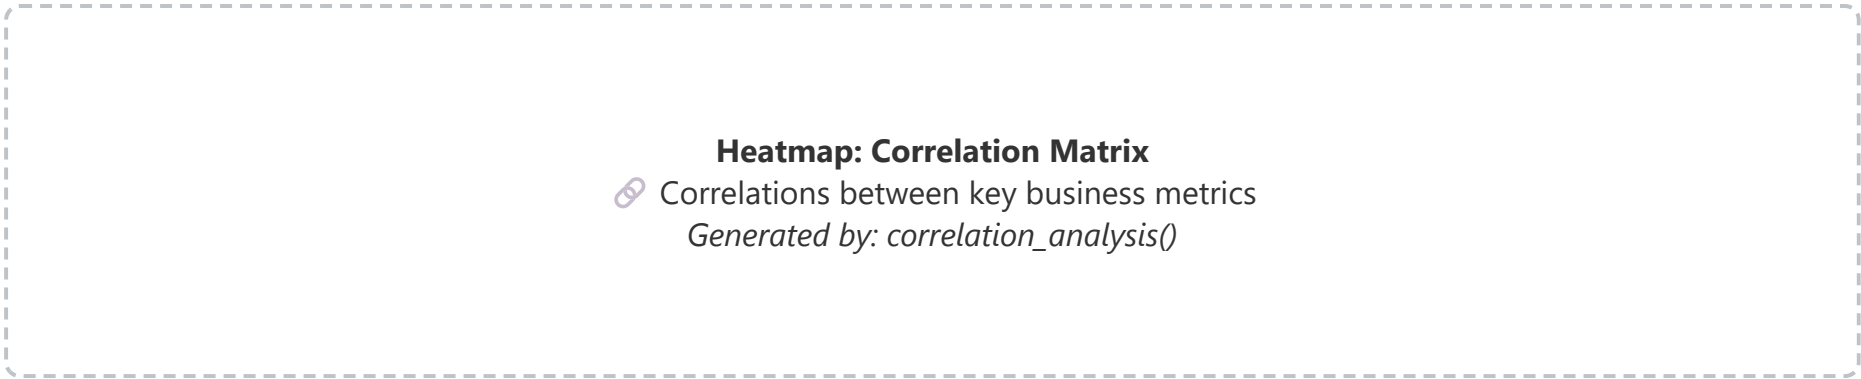 Heatmap: Correlation Matrix
🔗 Correlations between key business metrics
Generated by: correlation_analysis()